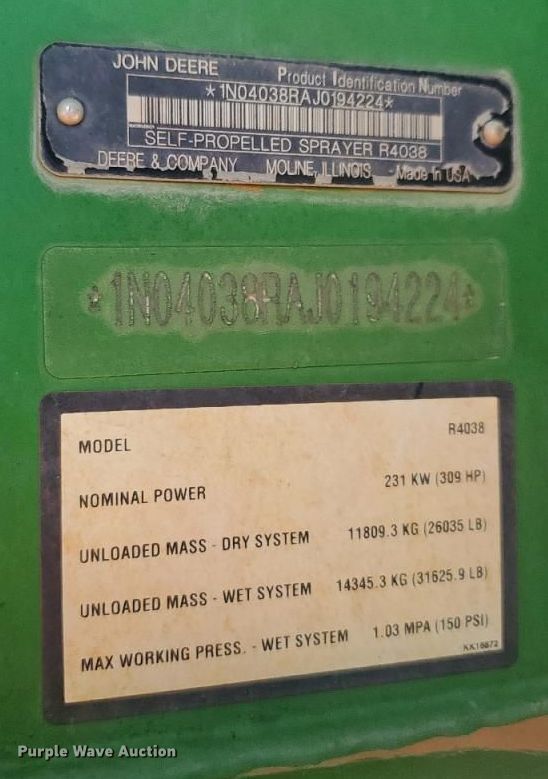 JOHN DEERE Product Identification Number
*1N04038RAJ0194224*
SELF-PROPELLED SPRAYER R4038
DEERE & COMPANY MOLINE, ILLINOIS Made in USA
*1N04038RAJ0194224*
MODEL R4038
NOMINAL POWER 231 KW (309 HP)
UNLOADED MASS - DRY SYSTEM 11809.3 KG (26035 LB)
UNLOADED MASS - WET SYSTEM 14345.3 KG (31625.9 LB)
MAX WORKING PRESS. - WET SYSTEM 1.03 MPA (150 PSI)
KK16872
Purple Wave Auction